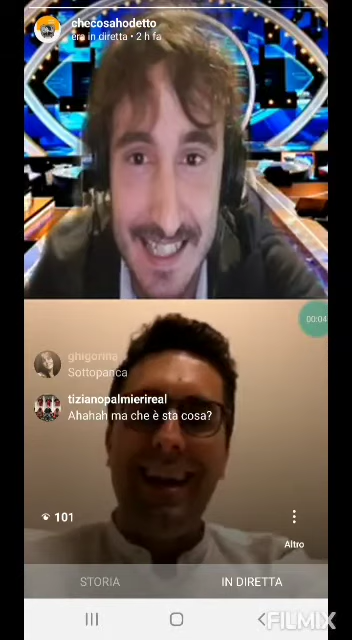 checosahodetto
era in diretta • 2 h fa
00:04
ghigorina
Sottopanca
tizianopalmierireal
Ahahah ma che è sta cosa?
101
Altro
STORIA
IN DIRETTA
FILMIX